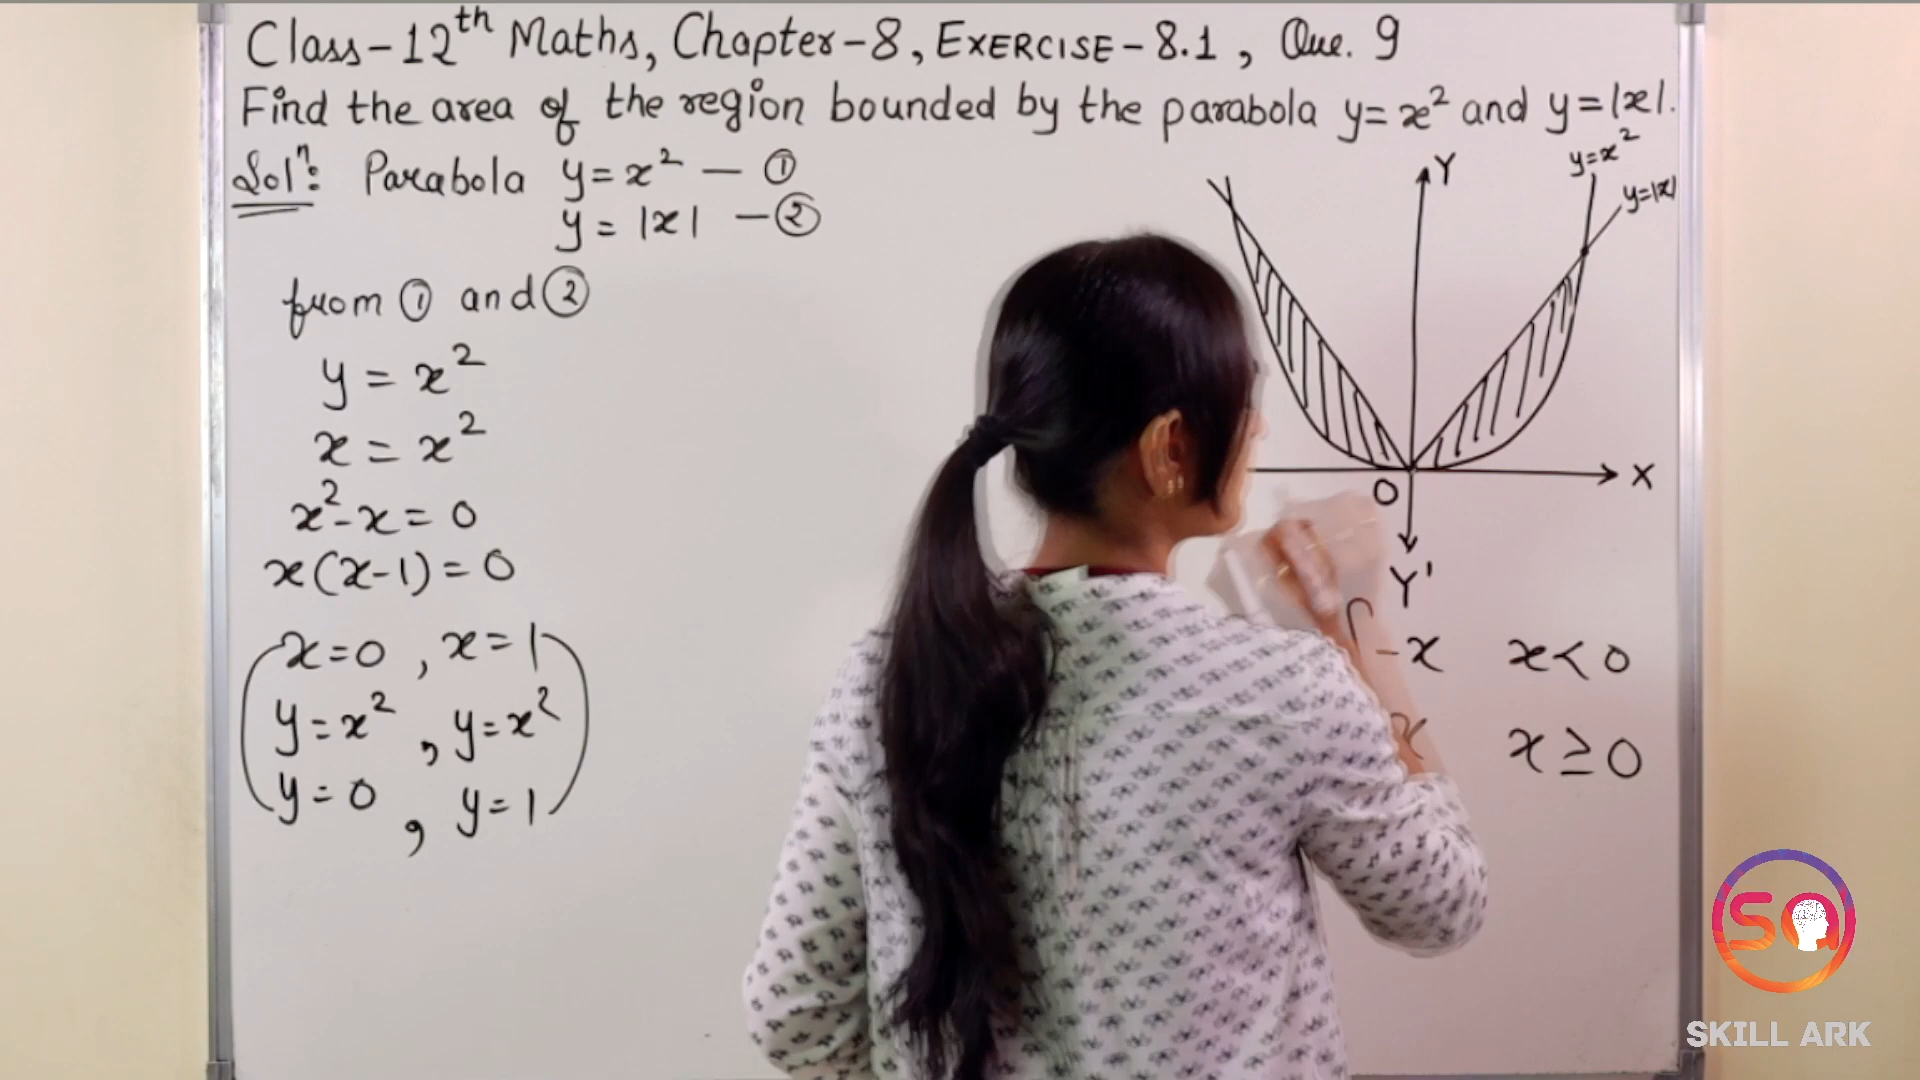 Class-12th Maths, Chapter-8, EXERCISE-8.1, Que. 9
Find the area of the region bounded by the parabola y=x² and y=|x|.
Solⁿ: Parabola y=x² — ①
y = |x| — ②
from ① and ②
y = x²
x = x²
x²-x = 0
x(x-1) = 0
x=0 , x=1
y=x² , y=x²
y=0 , y=1
y=x²
y=|x|
Y
X
O
Y'
-x x<0
x x≥0
SA
SKILL ARK